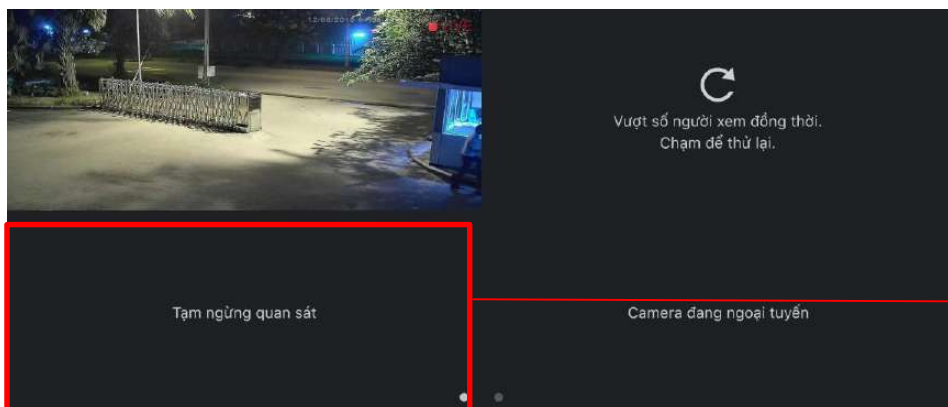 Vượt số người xem đồng thời.
Chạm để thử lại.
Tạm ngừng quan sát
Camera đang ngoại tuyến